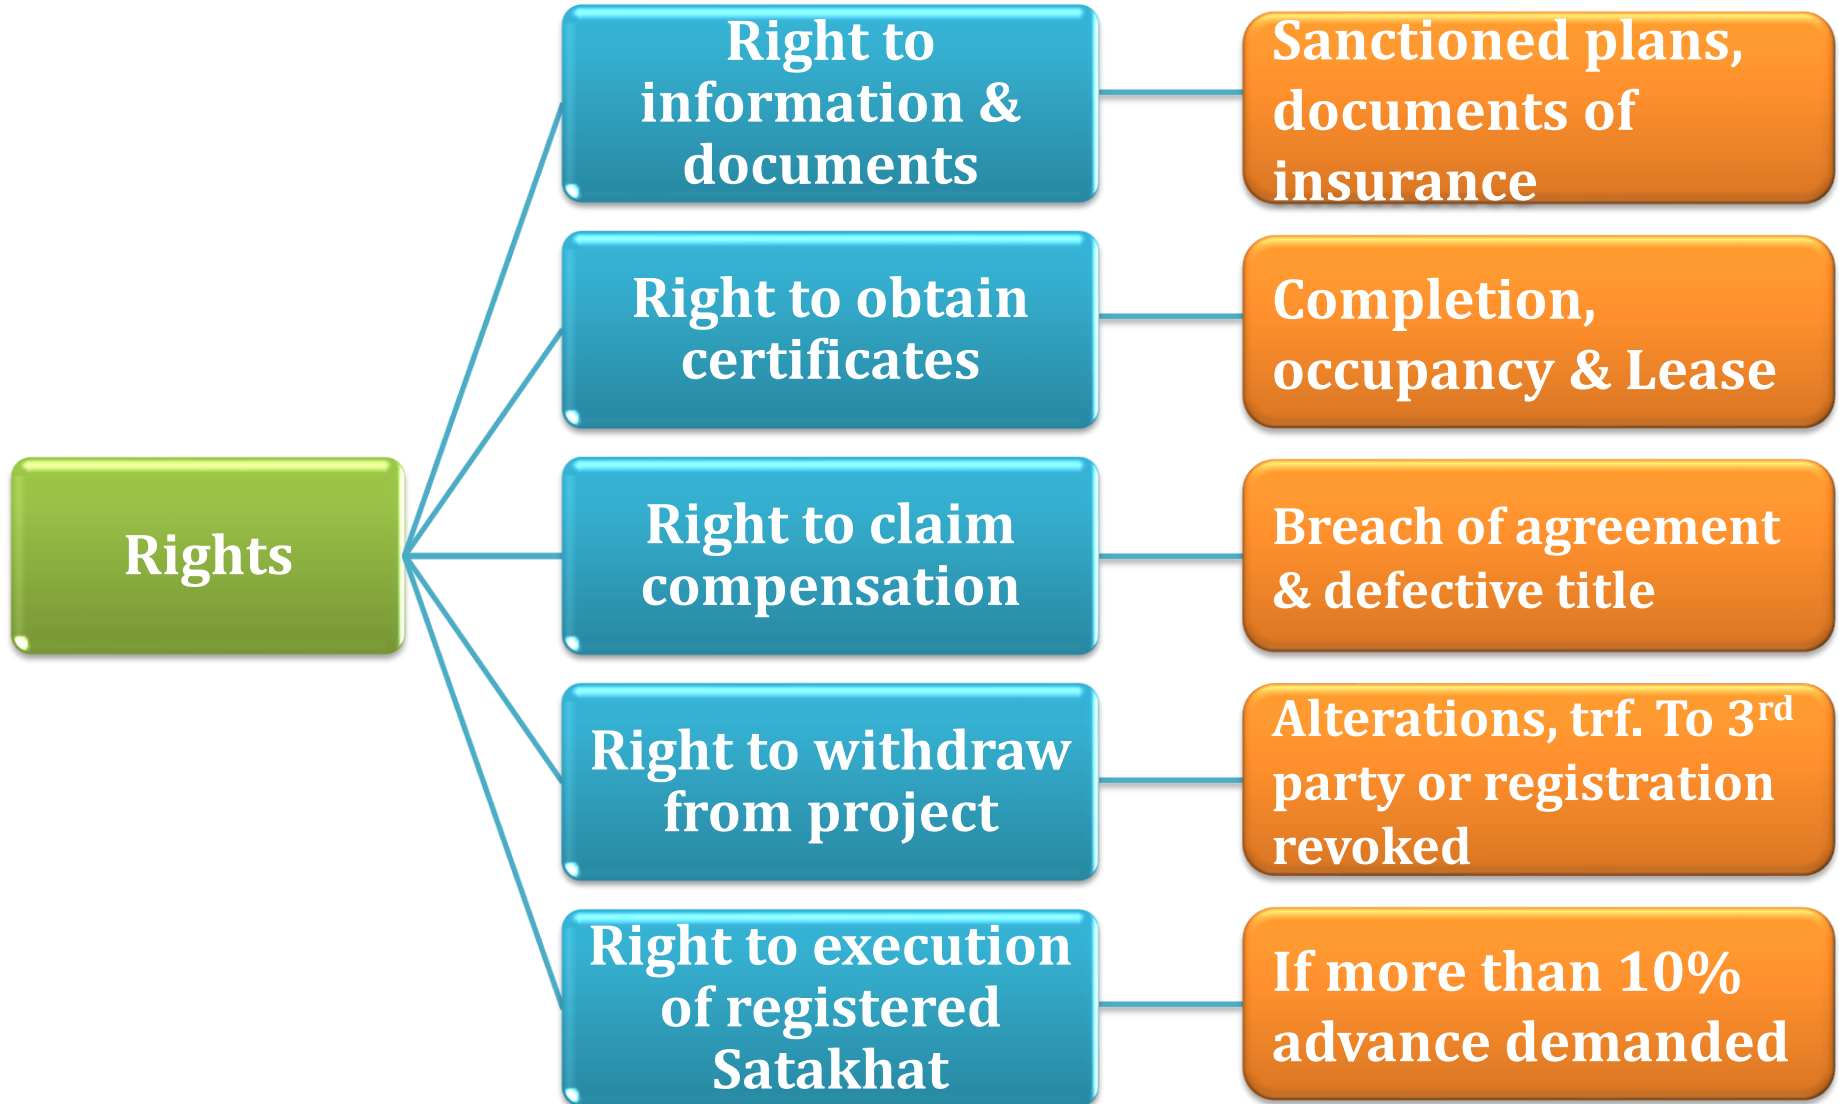 Rights
Right to
information &
documents
Sanctioned plans,
documents of
insurance
Right to obtain
certificates
Completion,
occupancy & Lease
Right to claim
compensation
Breach of agreement
& defective title
Right to withdraw
from project
Alterations, trf. To 3rd
party or registration
revoked
Right to execution
of registered
Satakhat
If more than 10%
advance demanded